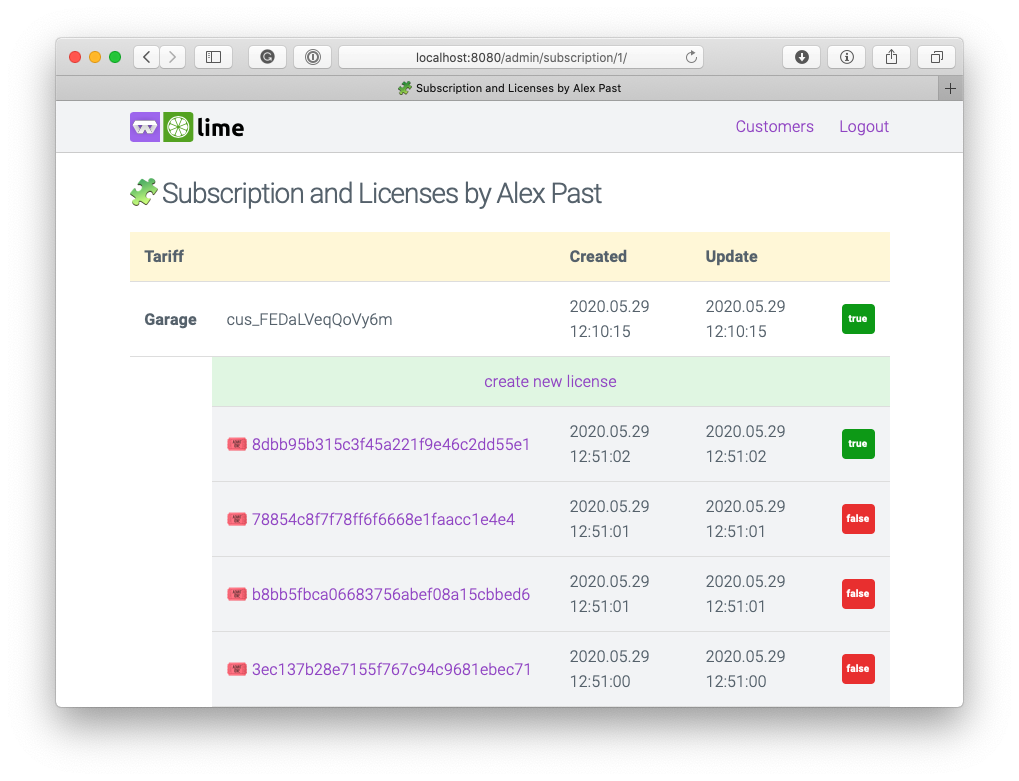 localhost:8080/admin/subscription/1/
Subscription and Licenses by Alex Past
lime
Customers
Logout
Subscription and Licenses by Alex Past
Tariff Created Update
Garage cus_FEDaLVeqQoVy6m 2020.05.29 12:10:15 2020.05.29 12:10:15 true
create new license
8dbb95b315c3f45a221f9e46c2dd55e1 2020.05.29 12:51:02 2020.05.29 12:51:02 true
78854c8f7f78ff6f6668e1faacc1e4e4 2020.05.29 12:51:01 2020.05.29 12:51:01 false
b8bb5fbca06683756abef08a15cbbed6 2020.05.29 12:51:01 2020.05.29 12:51:01 false
3ec137b28e7155f767c94c9681ebec71 2020.05.29 12:51:00 2020.05.29 12:51:00 false